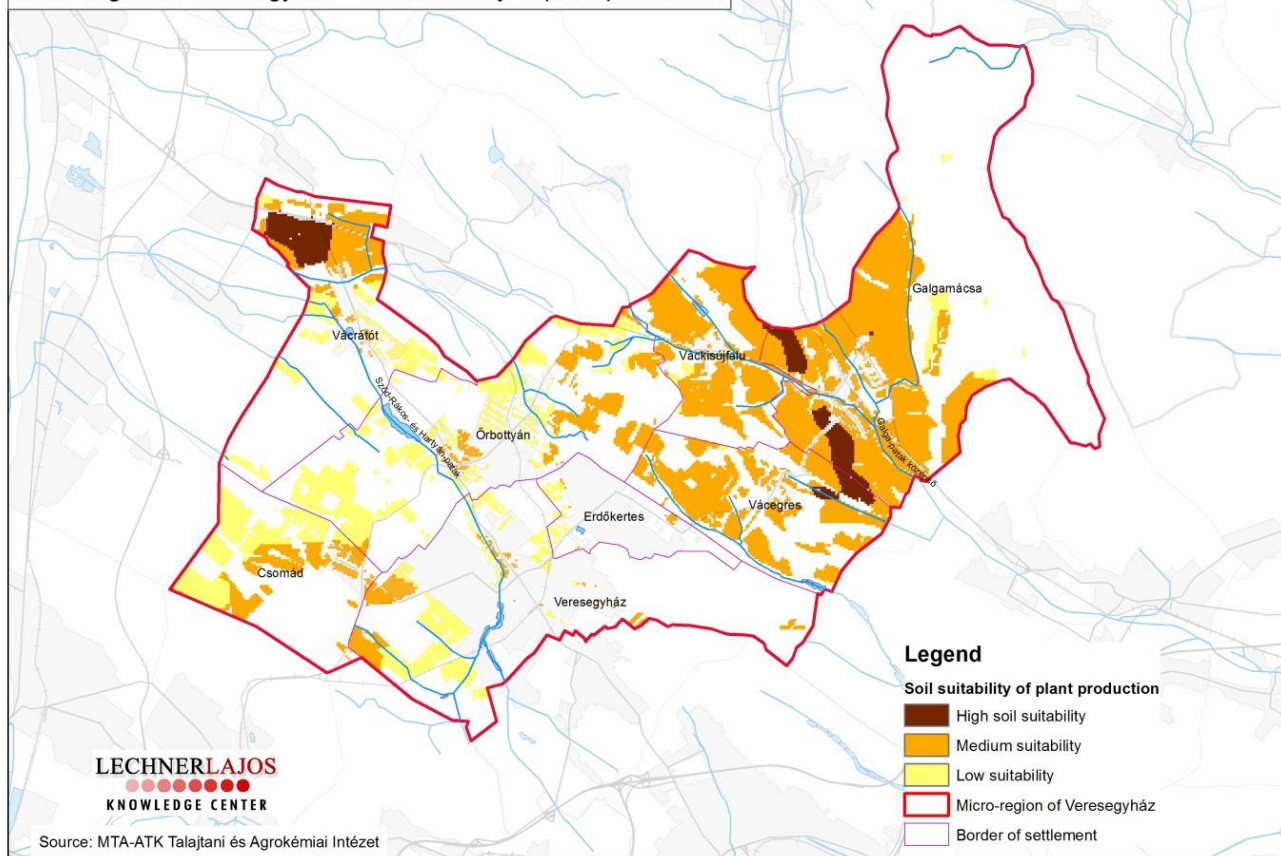 Galgamácsa
Vácrátót
Váckisújfalu
Sződ-Rákos- és Hartyán-patak
Őrbottyán
Galga-patak középső
Vácegres
Erdőkertes
Csomád
Veresegyház
Legend
Soil suitability of plant production
High soil suitability
Medium suitability
Low suitability
Micro-region of Veresegyház
Border of settlement
LECHNERLAJOS
KNOWLEDGE CENTER
Source: MTA-ATK Talajtani és Agrokémiai Intézet